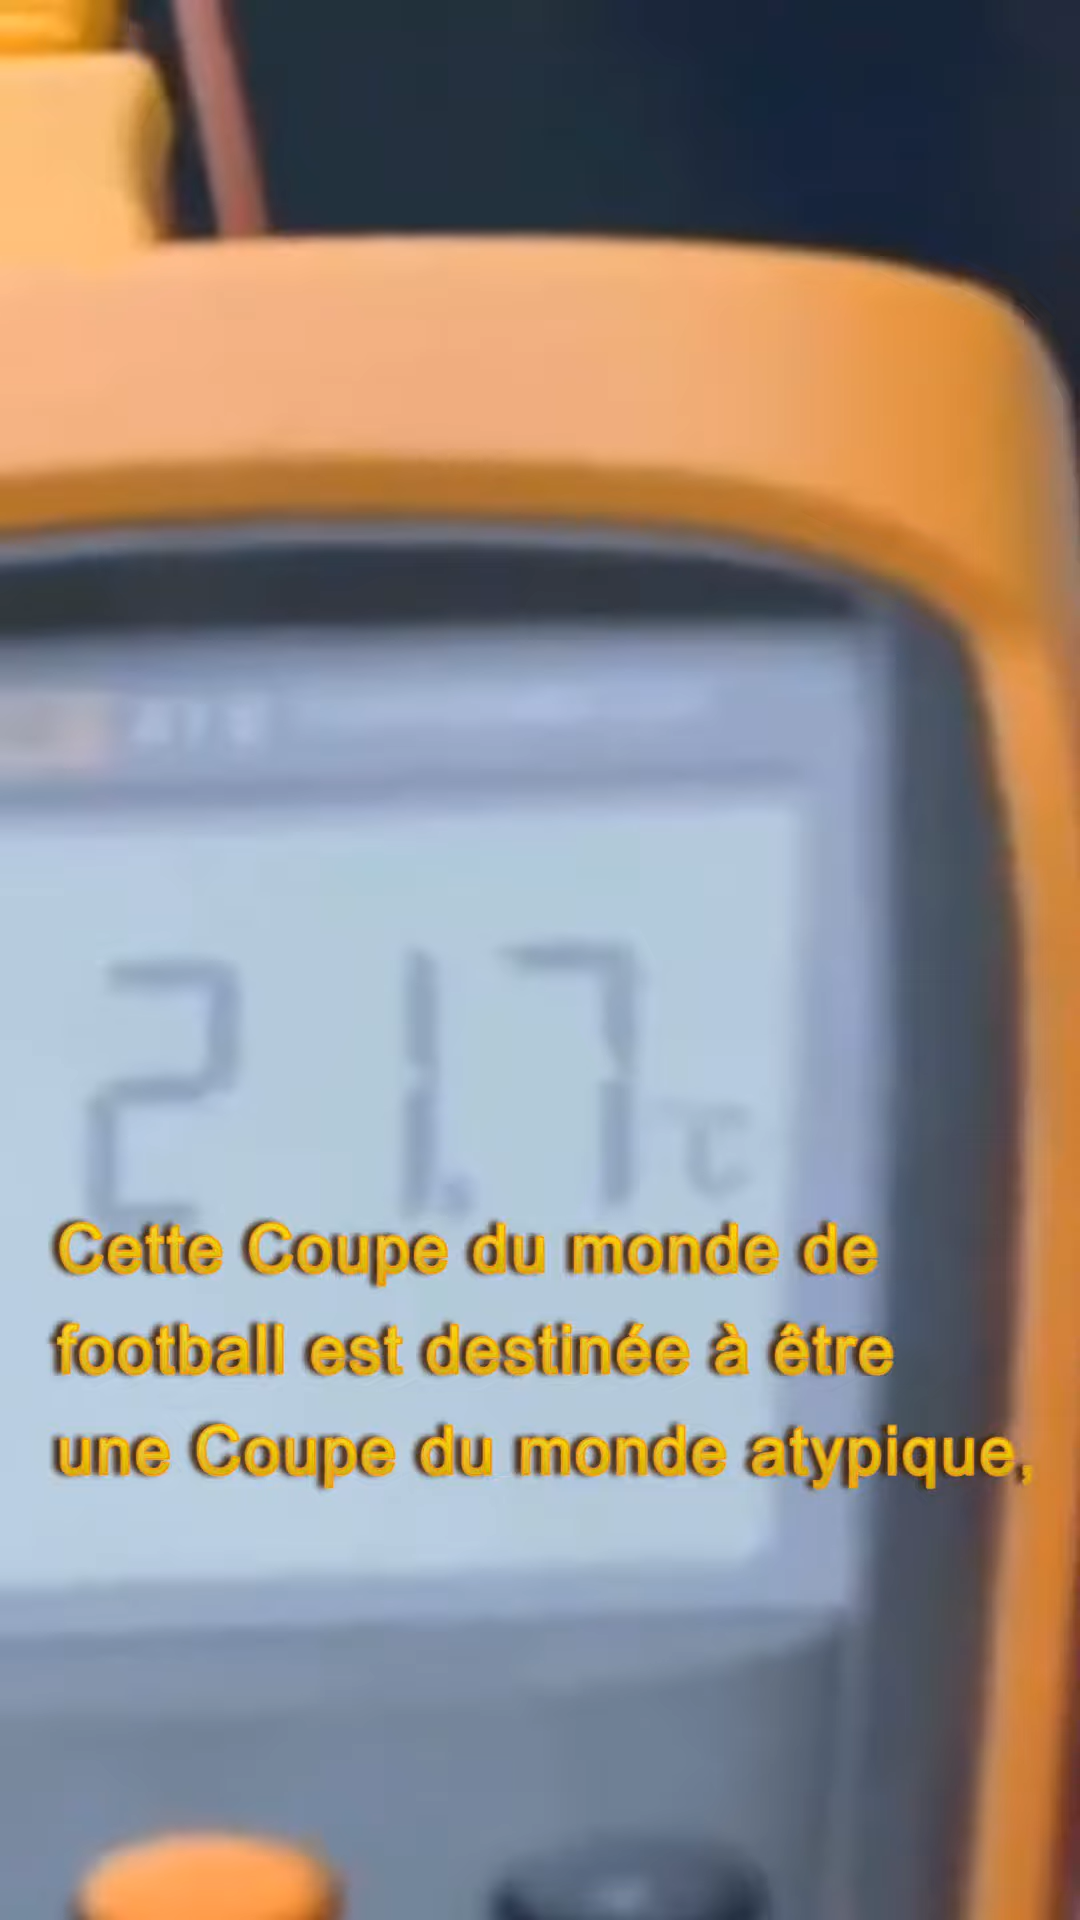 21.7 °C
Cette Coupe du monde de
football est destinée à être
une Coupe du monde atypique,